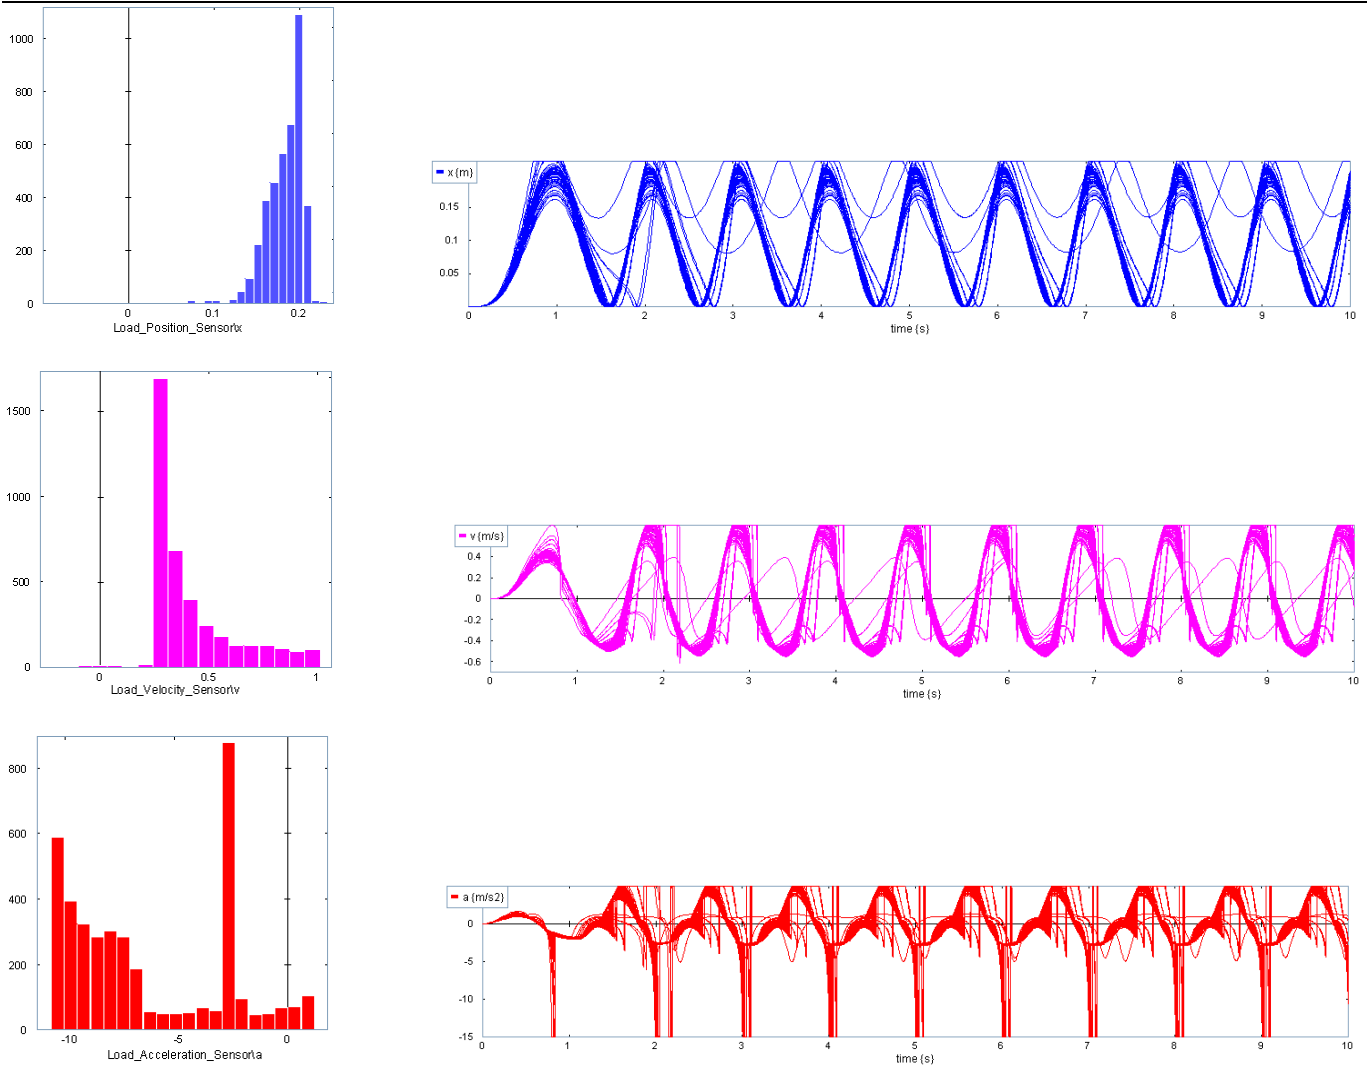 1000
800
600
400
200
0
0 0.1 0.2
Load_Position_Sensor\x
x {m}
0.15
0.1
0.05
0 1 2 3 4 5 6 7 8 9 10
time {s}
1500
1000
500
0
0 0.5 1
Load_Velocity_Sensor\v
v {m/s}
0.4
0.2
0
-0.2
-0.4
-0.6
0 1 2 3 4 5 6 7 8 9 10
time {s}
800
600
400
200
0
-10 -5 0
Load_Acceleration_Sensor\a
a {m/s2}
0
-5
-10
-15
0 1 2 3 4 5 6 7 8 9 10
time {s}